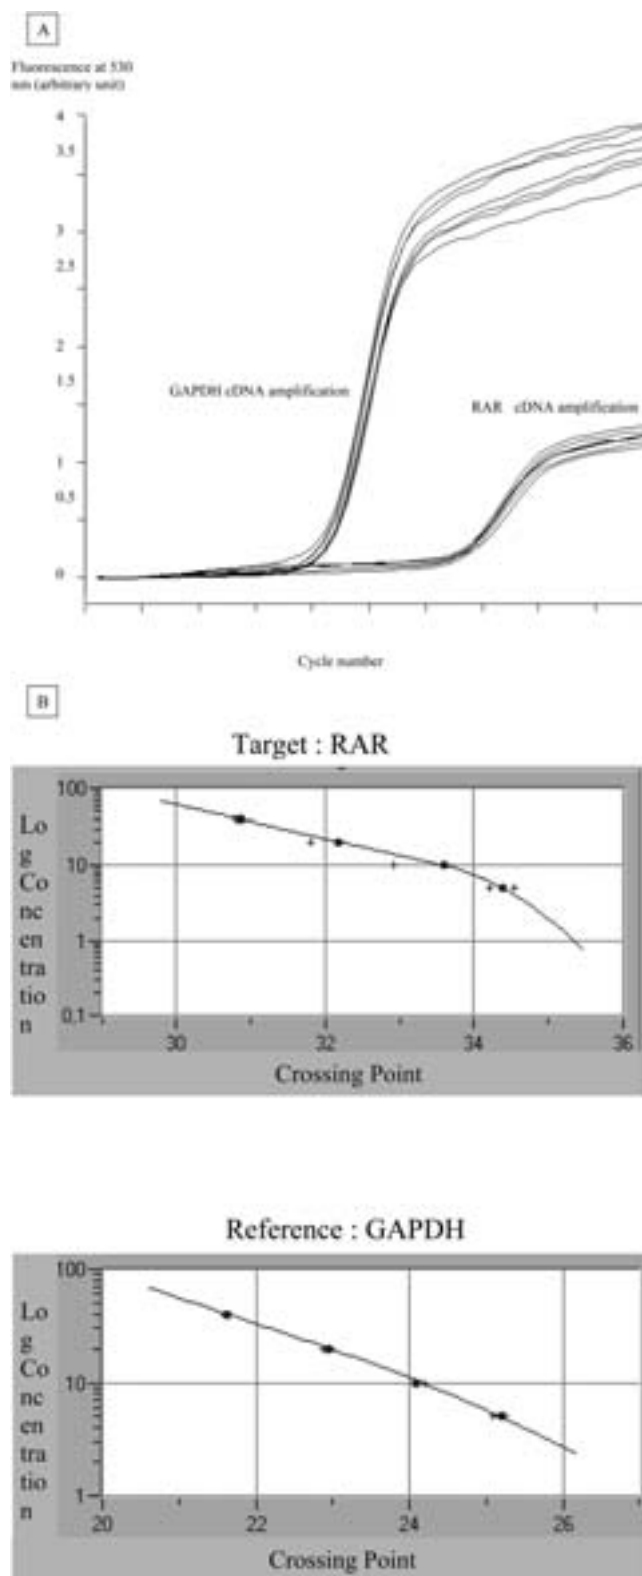 A
Fluorescence at 530
nm (arbitrary unit)
4
3.5
3
2.5
2
GAPDH cDNA amplification
1.5
RAR cDNA amplification
1
0.5
0
Cycle number
B
Target : RAR
100
10
1
0,1
Lo
g
Co
nc
en
tra
tio
n
30 32 34 36
Crossing Point
Reference : GAPDH
100
10
1
Lo
g
Co
nc
en
tra
tio
n
20 22 24 26
Crossing Point